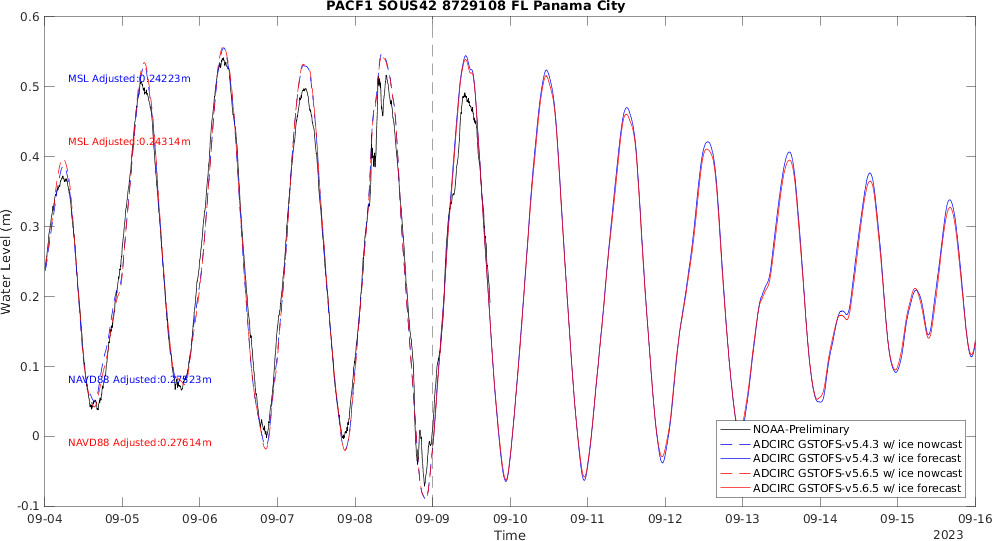 PACF1 SOUS42 8729108 FL Panama City
0.6
0.5
0.4
0.3
0.2
0.1
0
-0.1
Water Level (m)
MSL Adjusted:0.24223m
MSL Adjusted:0.24314m
NAVD88 Adjusted:0.27523m
NAVD88 Adjusted:0.27614m
NOAA-Preliminary
ADCIRC GSTOFS-v5.4.3 w/ ice nowcast
ADCIRC GSTOFS-v5.4.3 w/ ice forecast
ADCIRC GSTOFS-v5.6.5 w/ ice nowcast
ADCIRC GSTOFS-v5.6.5 w/ ice forecast
09-04 09-05 09-06 09-07 09-08 09-09 09-10 09-11 09-12 09-13 09-14 09-15 09-16
Time
2023